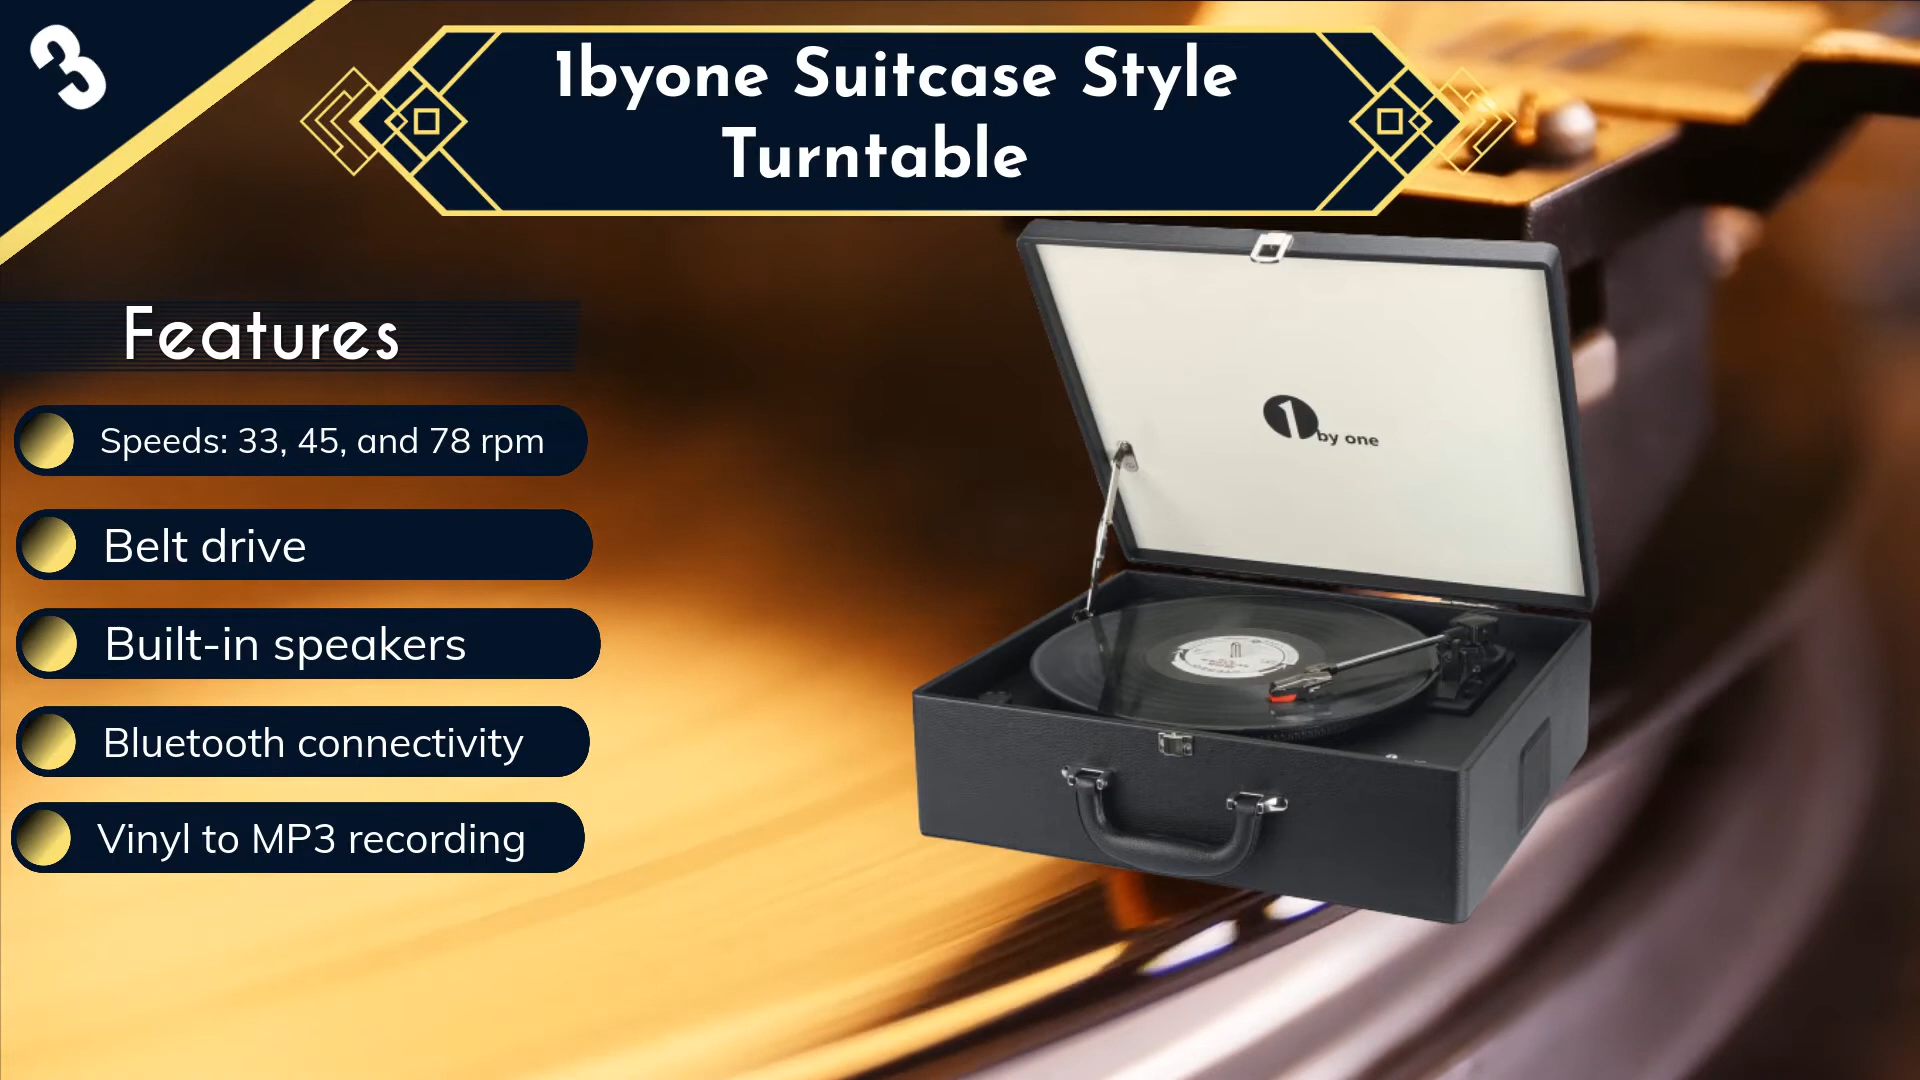 3
1byone Suitcase Style
Turntable
Features
Speeds: 33, 45, and 78 rpm
Belt drive
Built-in speakers
Bluetooth connectivity
Vinyl to MP3 recording
1 by one